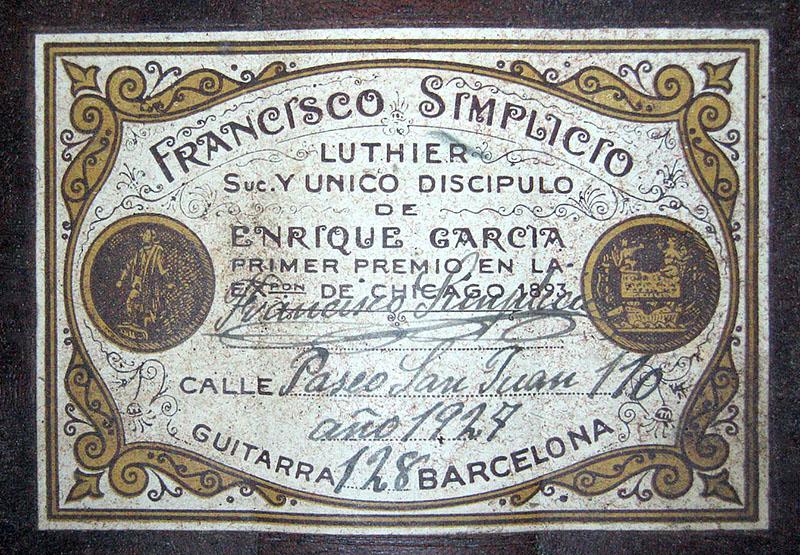 FRANCISCO SIMPLICIO
LUTHIER
SUC. Y UNICO DISCIPULO
DE
ENRIQUE GARCIA
PRIMER PREMIO EN LA
EXPON DE CHICAGO 1893
Francisco Simplicio
CALLE Paseo San Juan 110
año 1927
GUITARRA 128 BARCELONA